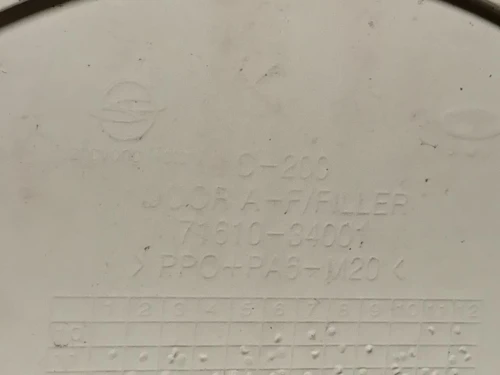 C-200
DOOR A-F/FILLER
71610-34001
>PPO+PA6-M20<
1 2 3 4 5 6 7 8 9 10 11 12